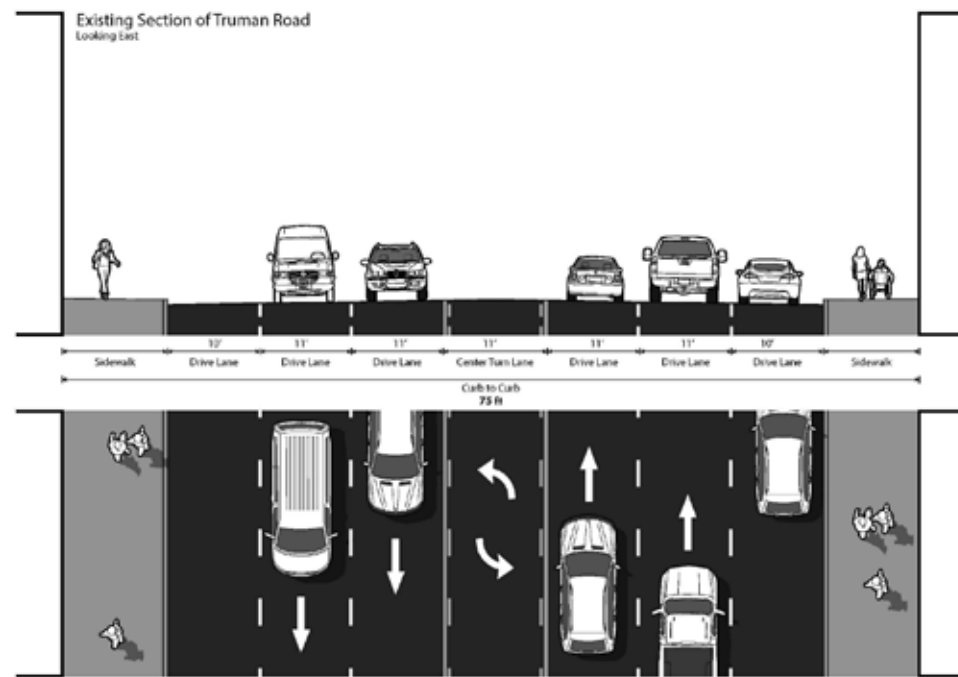 Existing Section of Truman Road
Looking East
10' 11' 11' 11' 11' 11' 10'
Sidewalk Drive Lane Drive Lane Drive Lane Center Turn Lane Drive Lane Drive Lane Drive Lane Sidewalk
Curb to Curb
75 ft